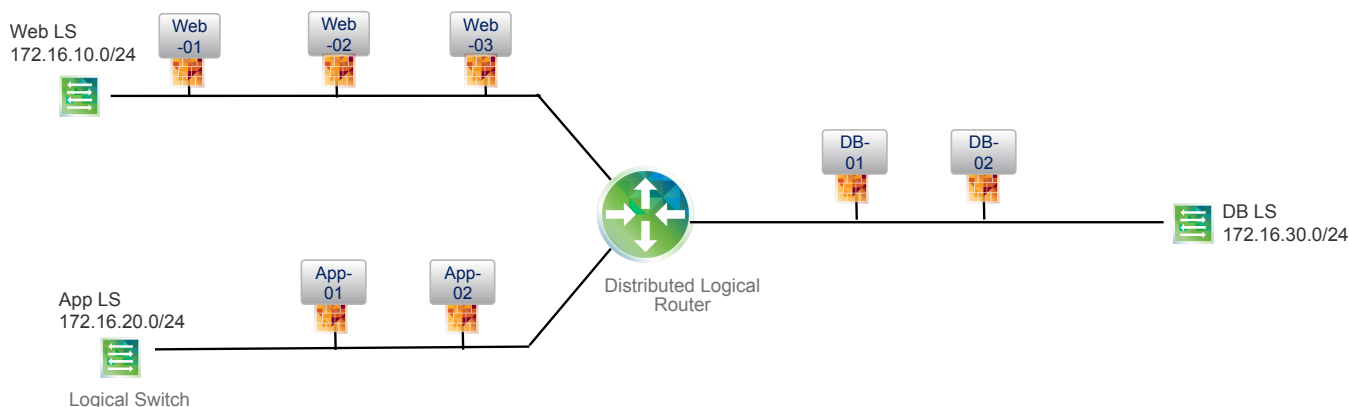 Web LS
172.16.10.0/24
Web
-01
Web
-02
Web
-03
DB-
01
DB-
02
DB LS
172.16.30.0/24
Distributed Logical
Router
App LS
172.16.20.0/24
App-
01
App-
02
Logical Switch